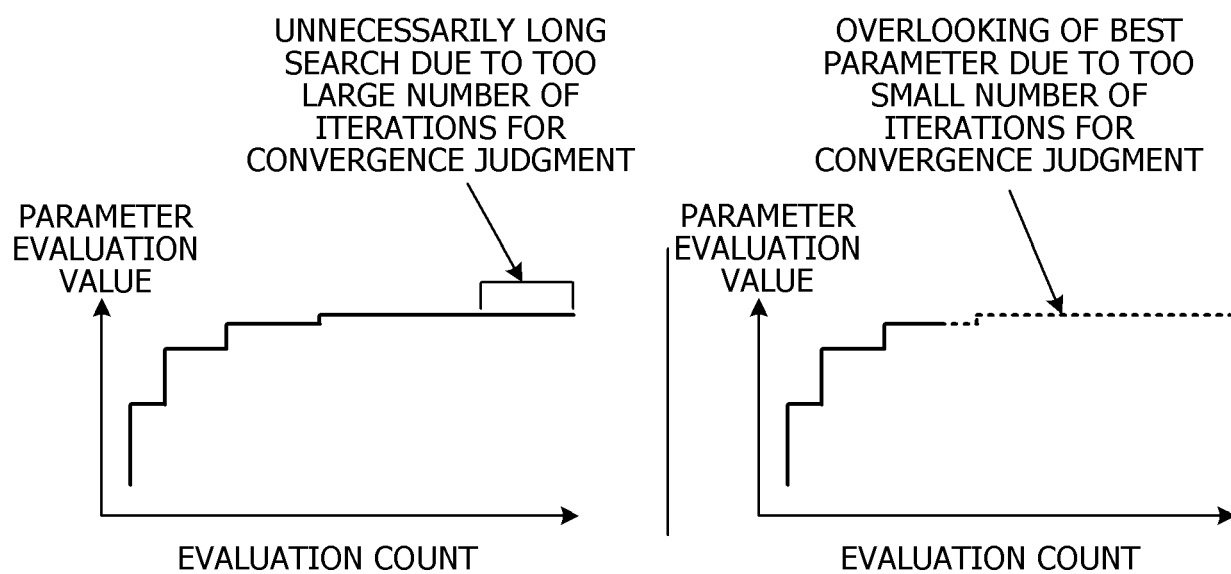 UNNECESSARILY LONG
SEARCH DUE TO TOO
LARGE NUMBER OF
ITERATIONS FOR
CONVERGENCE JUDGMENT
PARAMETER
EVALUATION
VALUE
EVALUATION COUNT
OVERLOOKING OF BEST
PARAMETER DUE TO TOO
SMALL NUMBER OF
ITERATIONS FOR
CONVERGENCE JUDGMENT
PARAMETER
EVALUATION
VALUE
EVALUATION COUNT